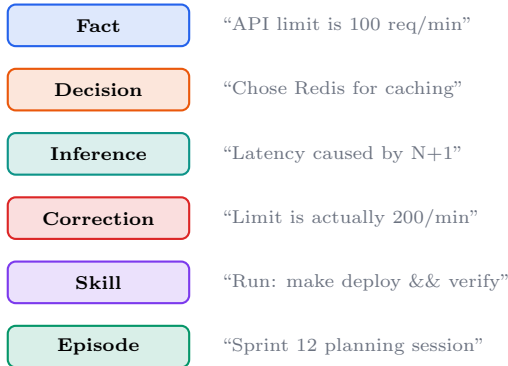 Fact “API limit is 100 req/min”
Decision “Chose Redis for caching”
Inference “Latency caused by N+1”
Correction “Limit is actually 200/min”
Skill “Run: make deploy && verify”
Episode “Sprint 12 planning session”